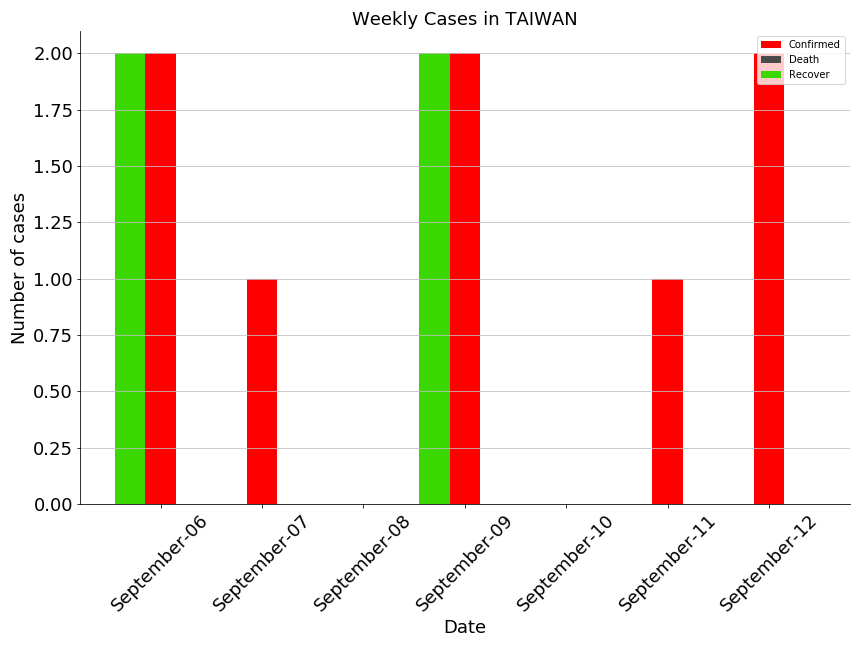 Weekly Cases in TAIWAN
Confirmed
Death
Recover
Number of cases
2.00
1.75
1.50
1.25
1.00
0.75
0.50
0.25
0.00
September-06
September-07
September-08
September-09
September-10
September-11
September-12
Date